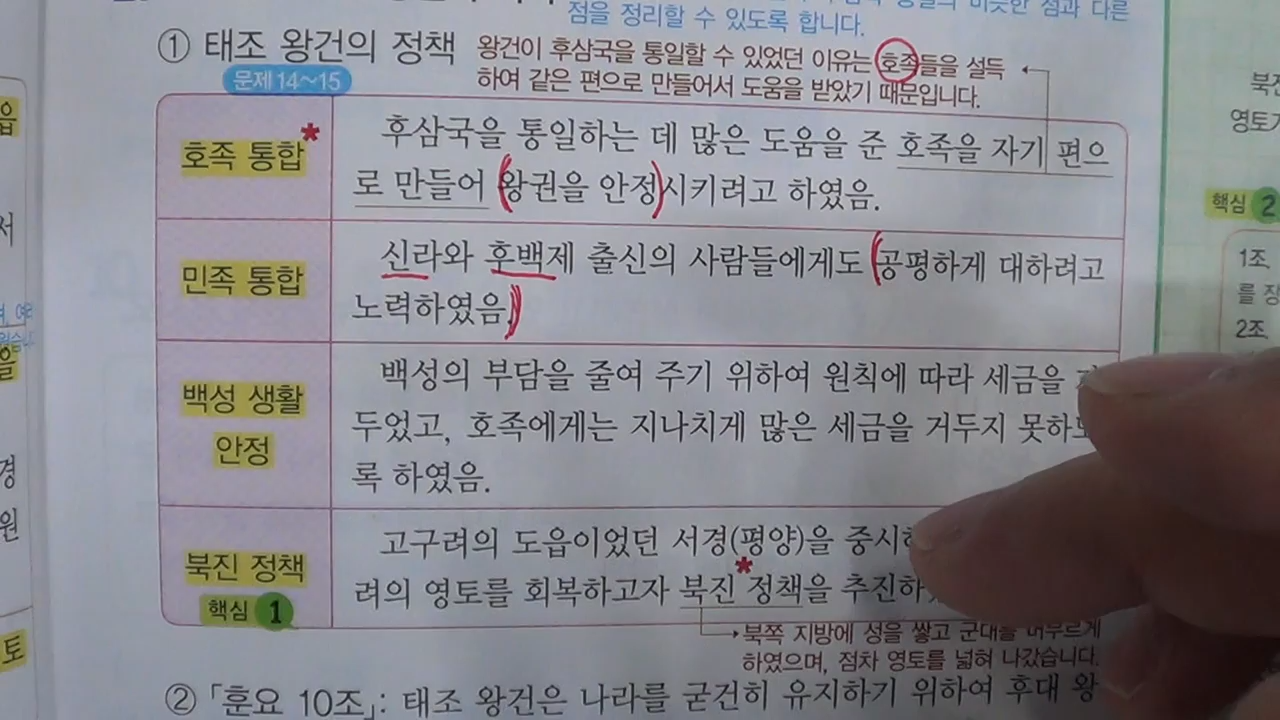 점을 정리할 수 있도록 합니다.
① 태조 왕건의 정책
문제 14~15
왕건이 후삼국을 통일할 수 있었던 이유는 호족들을 설득
하여 같은 편으로 만들어서 도움을 받았기 때문입니다.
호족 통합*
후삼국을 통일하는 데 많은 도움을 준 호족을 자기 편으
로 만들어 왕권을 안정시키려고 하였음.
민족 통합
신라와 후백제 출신의 사람들에게도 공평하게 대하려고
노력하였음.
백성 생활
안정
백성의 부담을 줄여 주기 위하여 원칙에 따라 세금을
두었고, 호족에게는 지나치게 많은 세금을 거두지 못하도
록 하였음.
북진 정책
핵심 1
고구려의 도읍이었던 서경(평양)을 중시
려의 영토를 회복하고자 북진 정책을 추진하
*
북쪽 지방에 성을 쌓고 군대를 머무르게
하였으며, 점차 영토를 넓혀 나갔습니다.
② 「훈요 10조」: 태조 왕건은 나라를 굳건히 유지하기 위하여 후대 왕
읍
서
을
경
원
토
영토
핵심 2
1조
를
2조